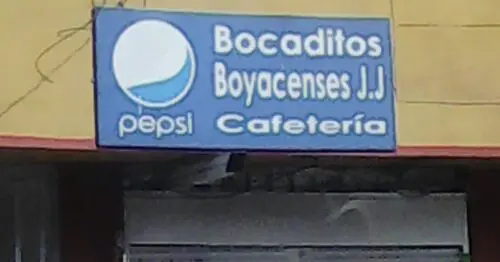 Bocaditos
Boyacenses J.J
pepsi Cafetería